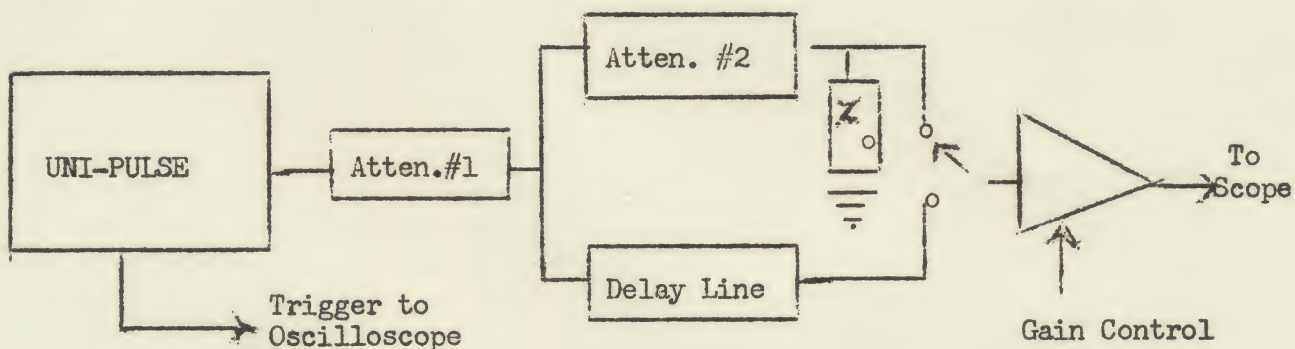 UNI-PULSE
Atten.#1
Atten. #2
Z
o
Delay Line
To
Scope
Trigger to
Oscilloscope
Gain Control